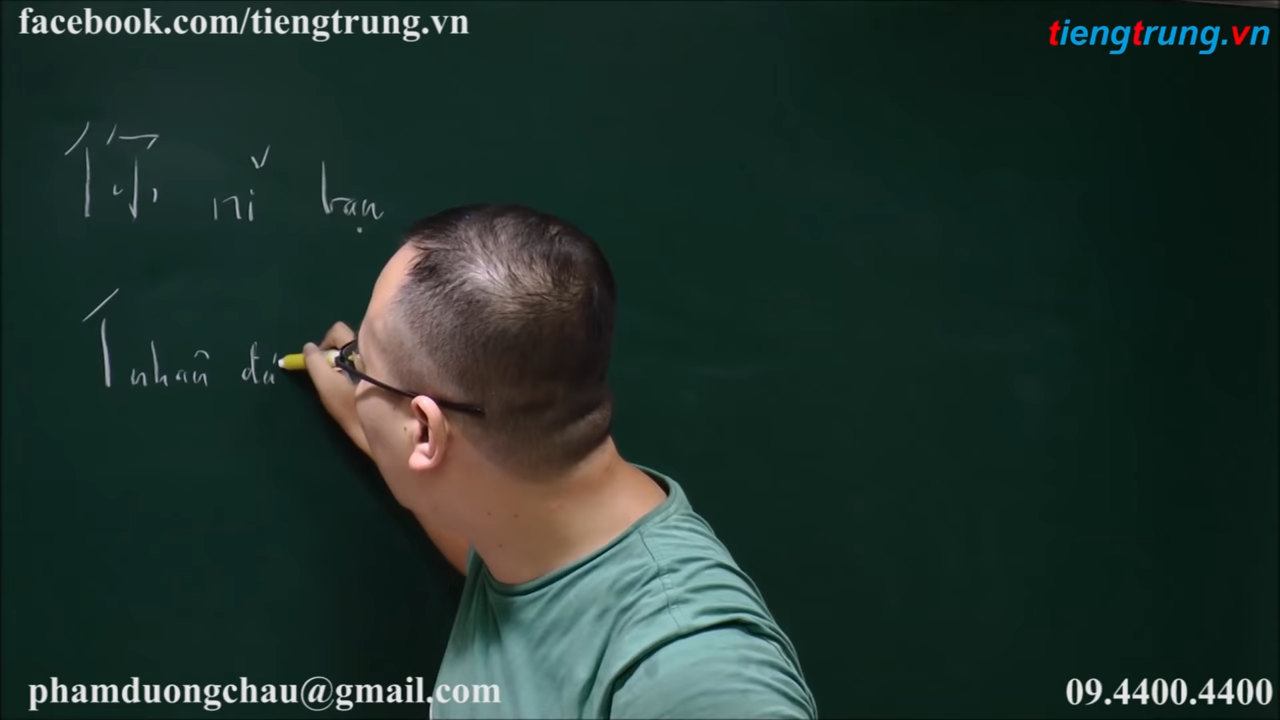 facebook.com/tiengtrung.vn
tiengtrung.vn
你 nǐ bạn
亻 nhân đứ
phamduongchau@gmail.com
09.4400.4400